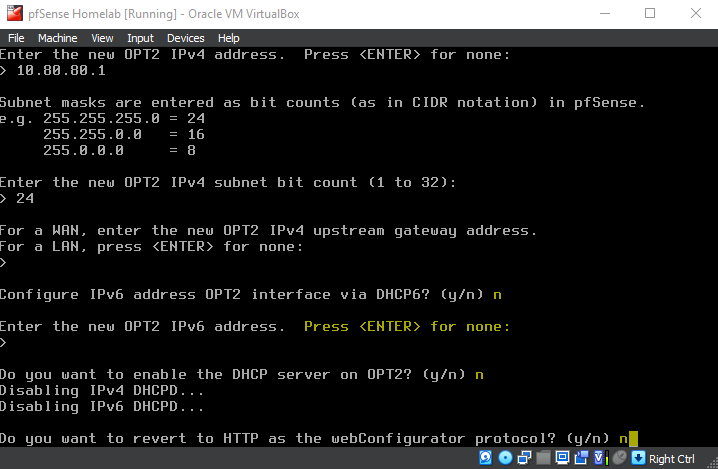 pfSense Homelab [Running] - Oracle VM VirtualBox
File Machine View Input Devices Help
Enter the new OPT2 IPv4 address.  Press <ENTER> for none:
> 10.80.80.1
Subnet masks are entered as bit counts (as in CIDR notation) in pfSense.
e.g. 255.255.255.0 = 24
     255.255.0.0   = 16
     255.0.0.0     = 8
Enter the new OPT2 IPv4 subnet bit count (1 to 32):
> 24
For a WAN, enter the new OPT2 IPv4 upstream gateway address.
For a LAN, press <ENTER> for none:
>
Configure IPv6 address OPT2 interface via DHCP6? (y/n) n
Enter the new OPT2 IPv6 address.  Press <ENTER> for none:
>
Do you want to enable the DHCP server on OPT2? (y/n) n
Disabling IPv4 DHCPD...
Disabling IPv6 DHCPD...
Do you want to revert to HTTP as the webConfigurator protocol? (y/n) n
Right Ctrl